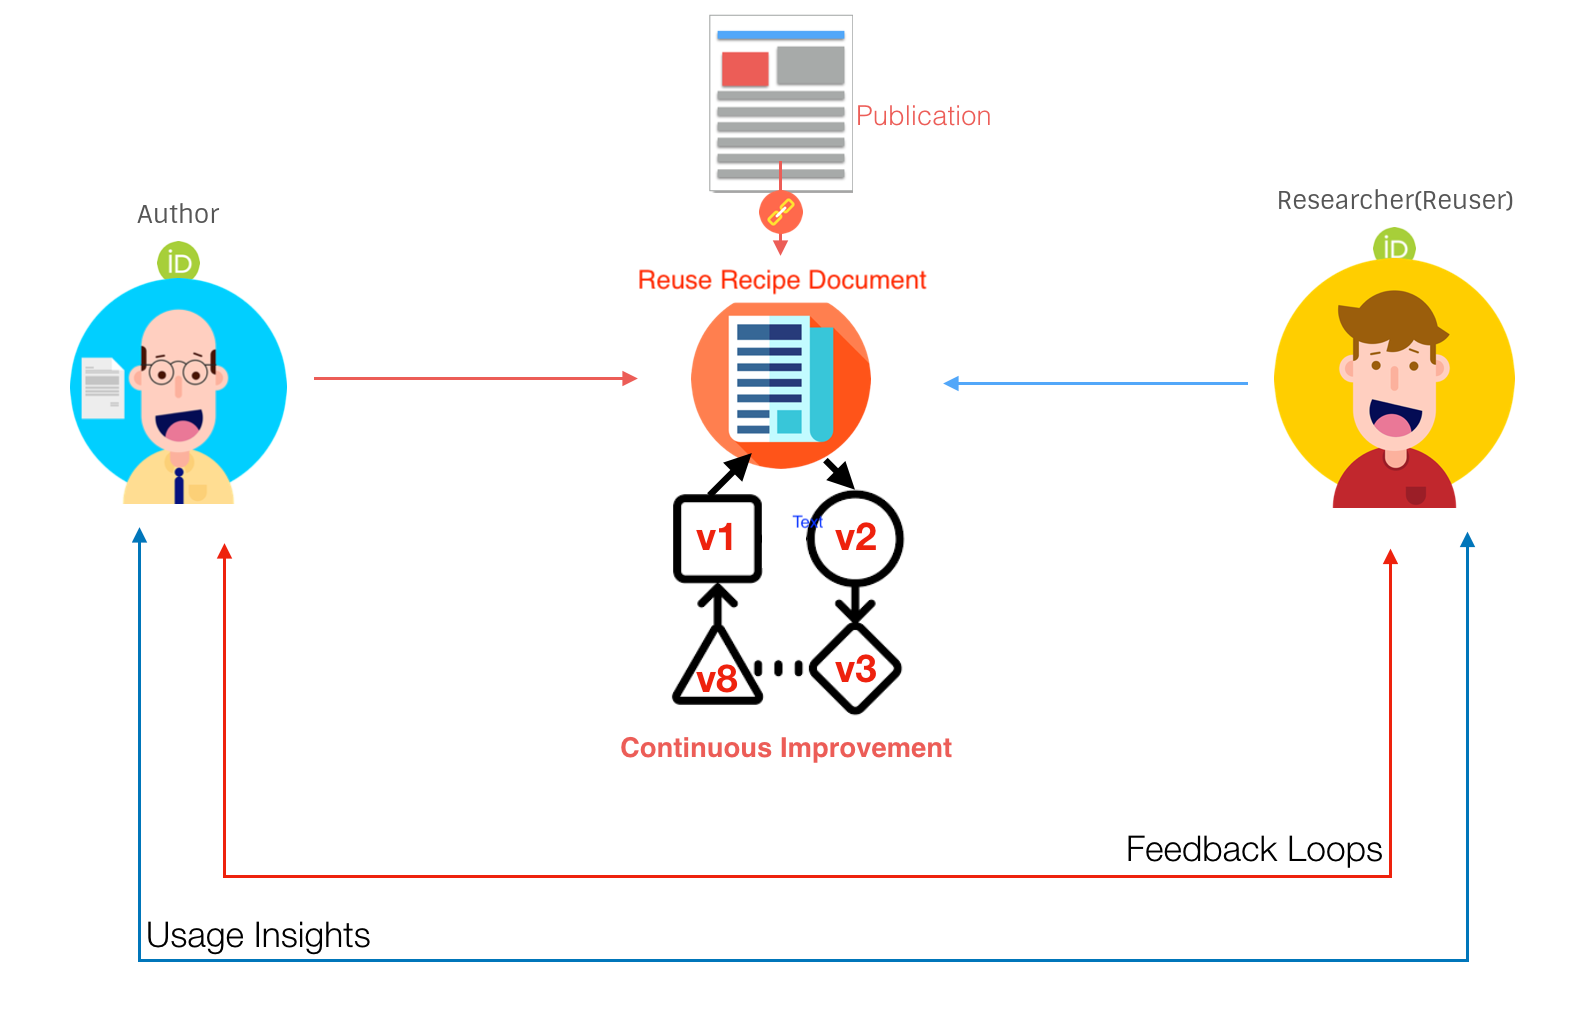 Publication
Author
Researcher(Reuser)
iD
iD
Reuse Recipe Document
Text
v1
v2
v8
v3
Continuous Improvement
Feedback Loops
Usage Insights